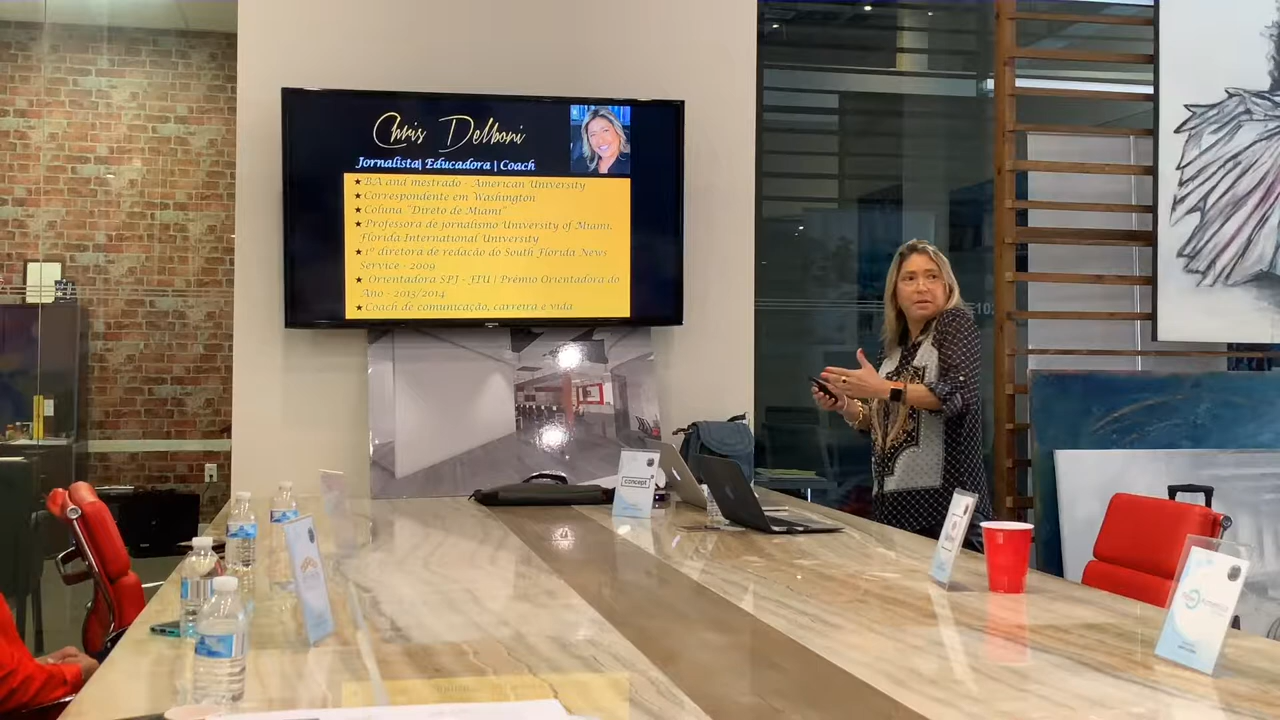 Chris Delboni
Jornalista| Educadora | Coach
★ BA and mestrado - American University
★ Correspondente em Washington
★ Coluna "Direto de Miami"
★ Professora de jornalismo University of Miami,
Florida International University
★ 1ª diretora de redação do South Florida News
Service - 2009
★ Orientadora SPJ - FIU | Prêmio Orientadora do
Ano - 2013/2014
★ Coach de comunicação, carreira e vida
concept